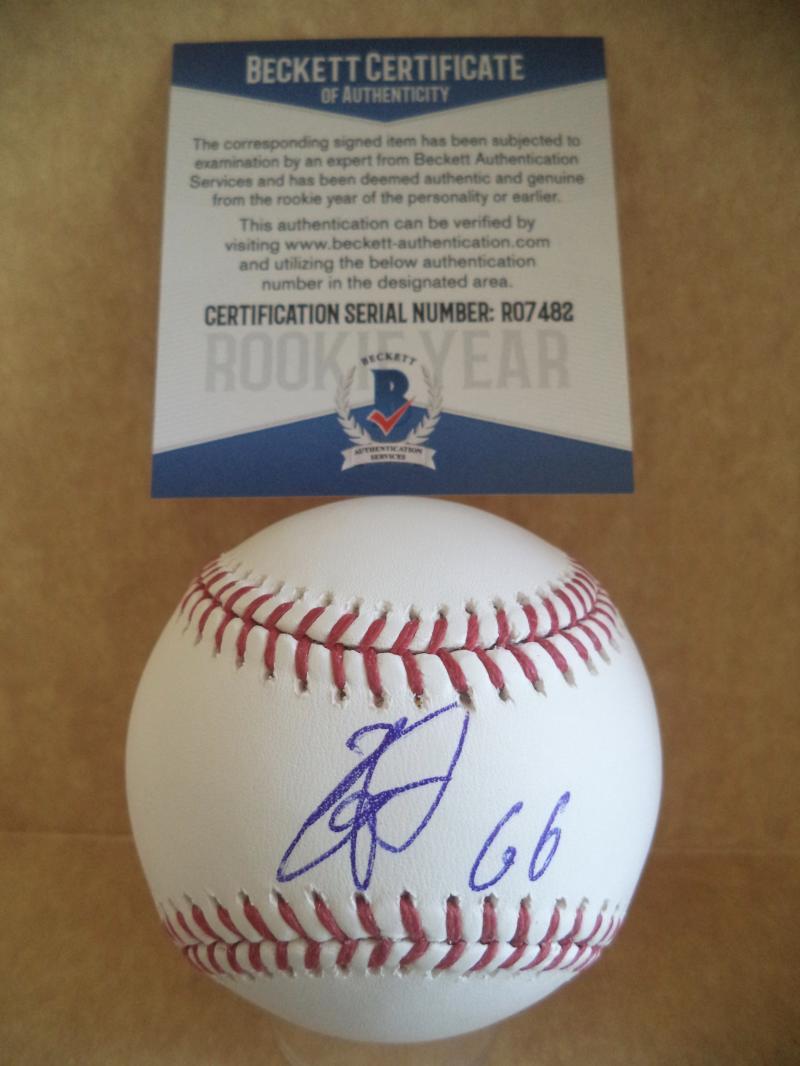 BECKETT CERTIFICATE
OF AUTHENTICITY
The corresponding signed item has been subjected to
examination by an expert from Beckett Authentication
Services and has been deemed authentic and genuine
from the rookie year of the personality or earlier.
This authentication can be verified by
visiting www.beckett-authentication.com
and utilizing the below authentication
number in the designated area.
CERTIFICATION SERIAL NUMBER: R07482
ROOKIE YEAR
BECKETT
B
AUTHENTICATION
SERVICES
66